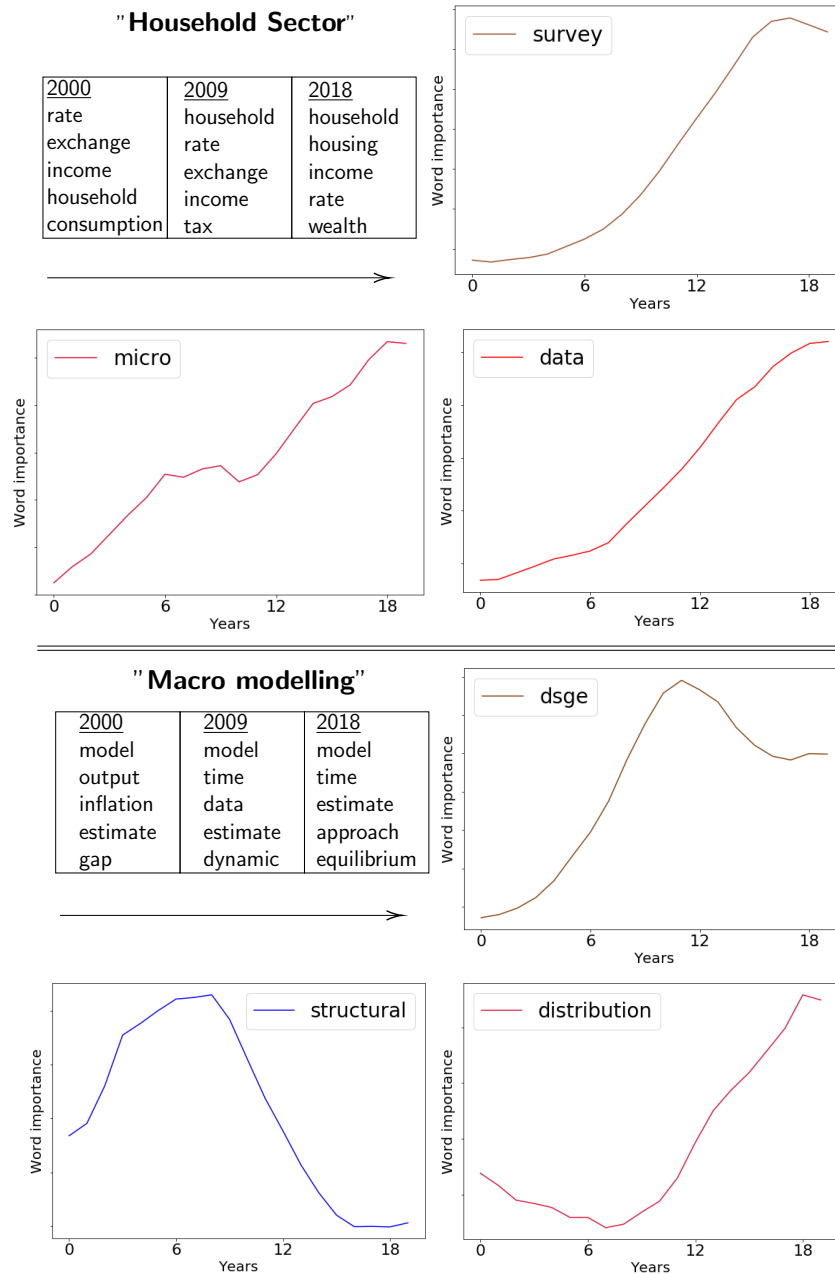 "Household Sector"
2000 2009 2018
rate household household
exchange rate housing
income exchange income
household income rate
consumption tax wealth
survey
Word importance
0 6 12 18
Years
micro
Word importance
0 6 12 18
Years
data
Word importance
0 6 12 18
Years
"Macro modelling"
2000 2009 2018
model model model
output time time
inflation data estimate
estimate estimate approach
gap dynamic equilibrium
dsge
Word importance
0 6 12 18
Years
structural
Word importance
0 6 12 18
Years
distribution
Word importance
0 6 12 18
Years